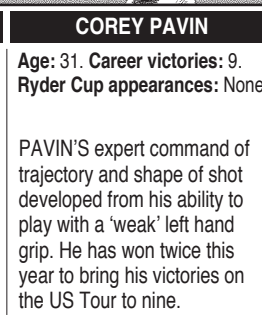 COREY PAVIN
Age: 31. Career victories: 9.
Ryder Cup appearances: None
PAVIN'S expert command of
trajectory and shape of shot
developed from his ability to
play with a ‘weak’ left hand
grip. He has won twice this
year to bring his victories on
the US Tour to nine.